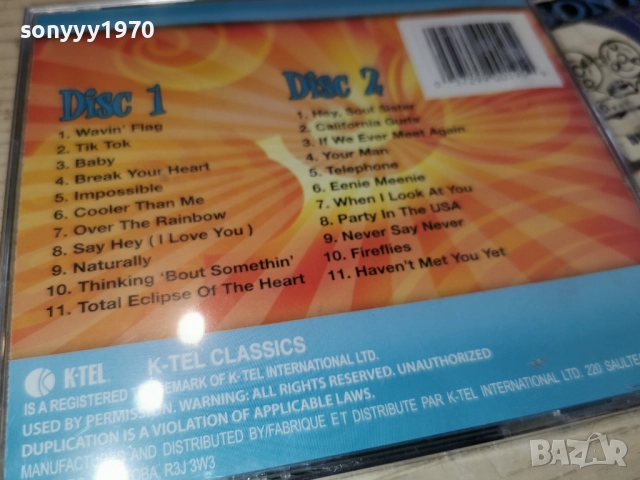 sonyyy1970
Disc 1
1. Wavin' Flag
2. Tik Tok
3. Baby
4. Break Your Heart
5. Impossible
6. Cooler Than Me
7. Over The Rainbow
8. Say Hey ( I Love You )
9. Naturally
10. Thinking 'Bout Somethin'
11. Total Eclipse Of The Heart
Disc 2
1. Hey, Soul Sister
2. California Gurls
3. If We Ever Meet Again
4. Your Man
5. Telephone
6. Eenie Meenie
7. When I Look At You
8. Party In The USA
9. Never Say Never
10. Fireflies
11. Haven't Met You Yet
K-TEL
K-TEL CLASSICS
IS A REGISTERED TRADEMARK OF K-TEL INTERNATIONAL LTD.
USED BY PERMISSION. WARNING: ALL RIGHTS RESERVED. UNAUTHORIZED
DUPLICATION IS A VIOLATION OF APPLICABLE LAWS.
MANUFACTURED AND DISTRIBUTED BY/FABRIQUE ET DISTRIBUTE PAR K-TEL INTERNATIONAL LTD. 220
R3J 3W3
BAZAR
bg